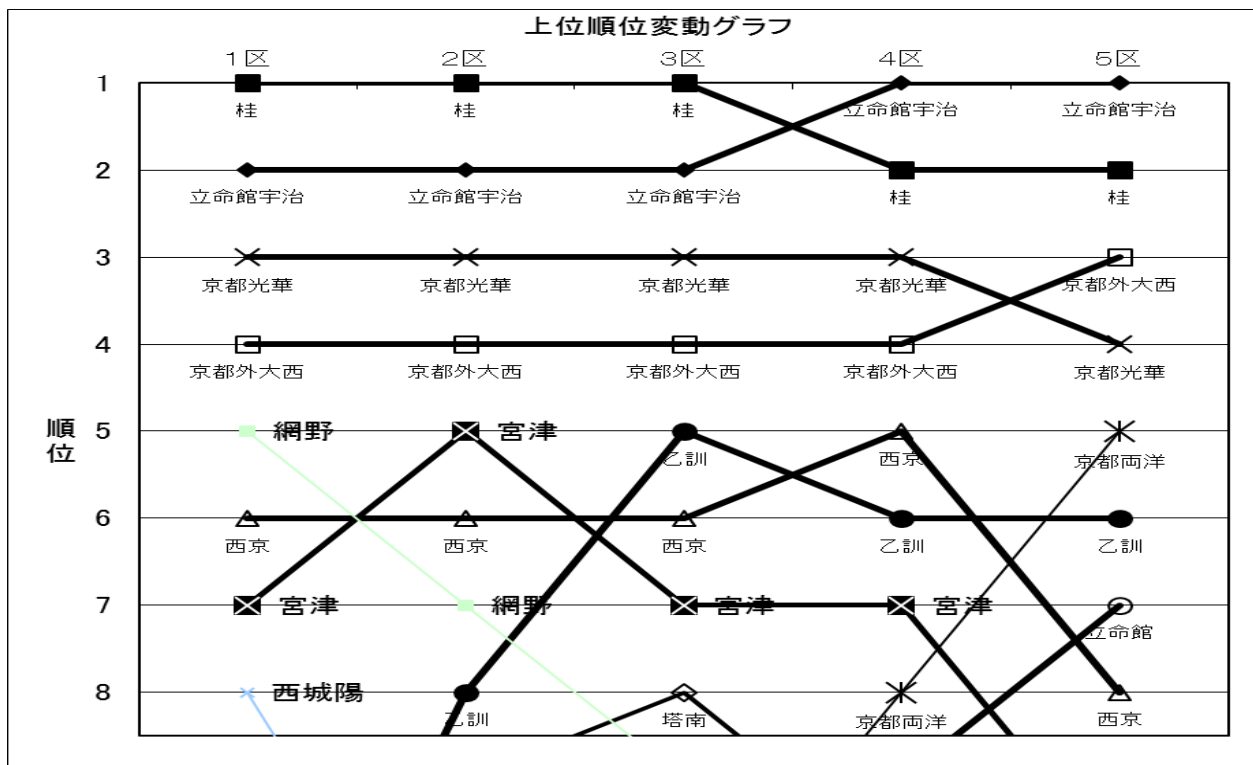 上位順位変動グラフ
1区 2区 3区 4区 5区
1
桂 桂 桂 立命館宇治 立命館宇治
2
立命館宇治 立命館宇治 立命館宇治 桂 桂
3
京都光華 京都光華 京都光華 京都光華 京都外大西
4
京都外大西 京都外大西 京都外大西 京都外大西 京都光華
順位
5 網野 宮津
乙訓 西京 京都両洋
6
西京 西京 西京 乙訓 乙訓
7 宮津 網野 宮津 宮津
立命館
8 西城陽
乙訓 塔南 京都両洋 西京